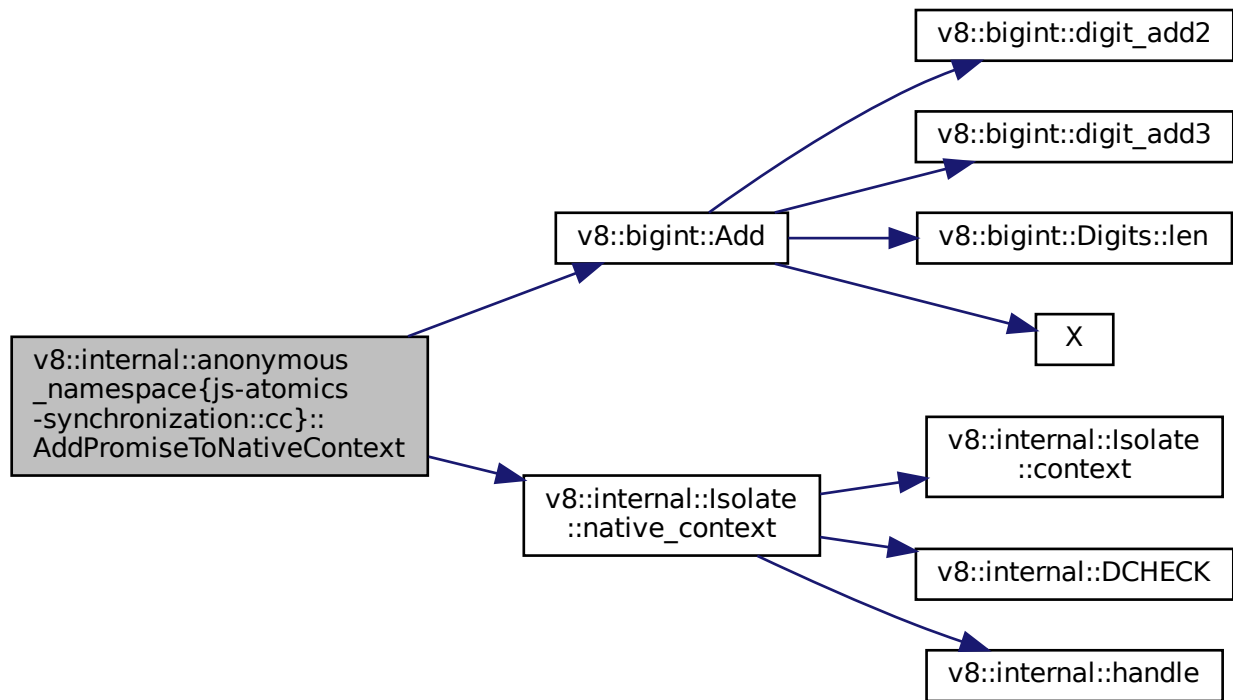 v8::bigint::digit_add2
v8::bigint::digit_add3
v8::bigint::Add
v8::bigint::Digits::len
X
v8::internal::anonymous
_namespace{js-atomics
-synchronization::cc}::
AddPromiseToNativeContext
v8::internal::Isolate
::context
v8::internal::Isolate
::native_context
v8::internal::DCHECK
v8::internal::handle